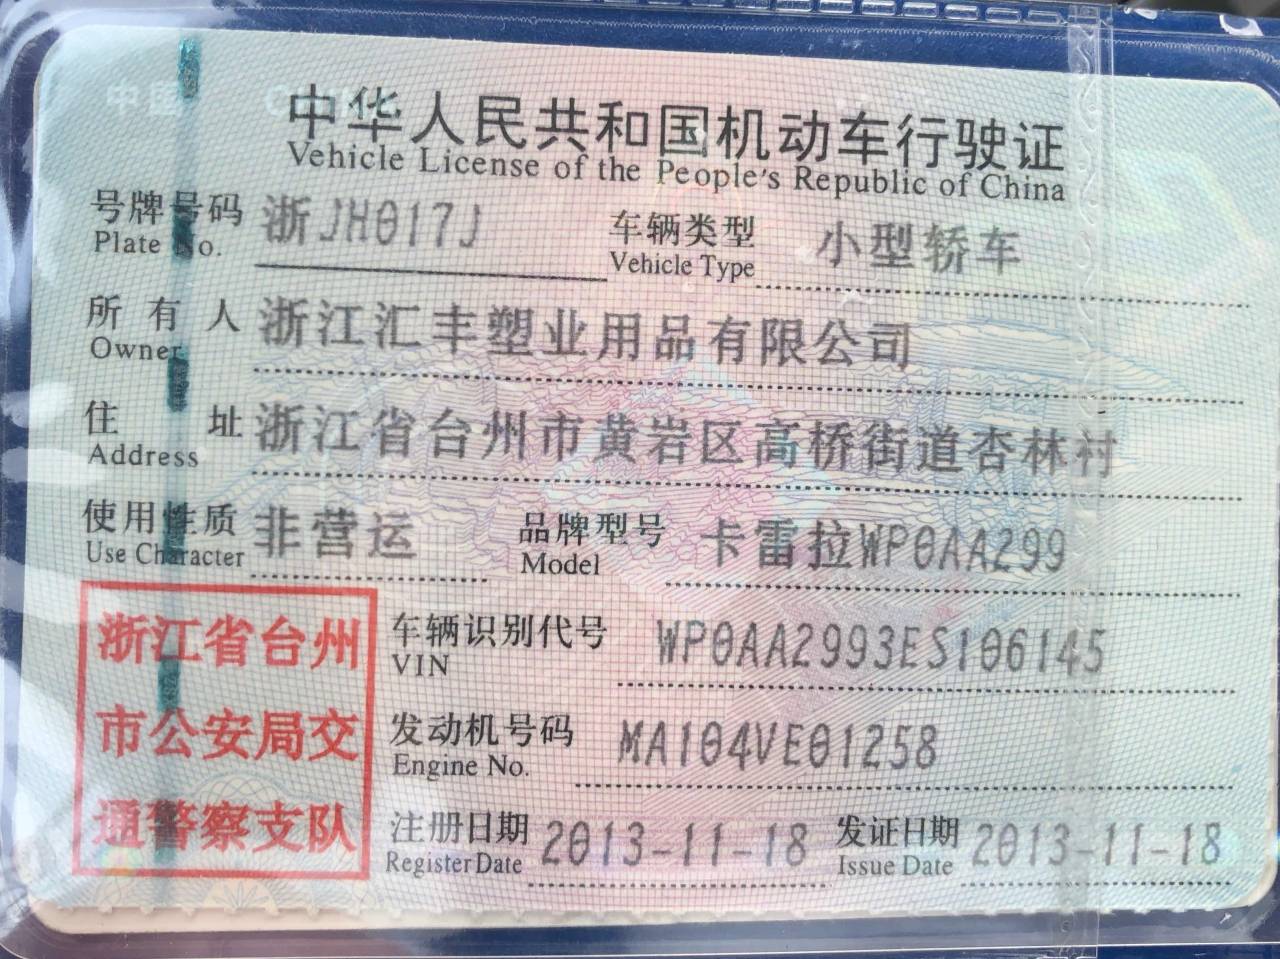 中华人民共和国机动车行驶证
Vehicle License of the People's Republic of China
号牌号码 浙JH017J 车辆类型 小型轿车
Plate No. Vehicle Type
所有人 浙江汇丰塑业用品有限公司
Owner
住址 浙江省台州市黄岩区高桥街道杏林村
Address
使用性质 非营运 品牌型号 卡雷拉WP0AA299
Use Character Model
浙江省台州
市公安局交
通警察支队
车辆识别代号 WP0AA2993ES106145
VIN
发动机号码 MA104VE01258
Engine No.
注册日期 2013-11-18 发证日期 2013-11-18
Register Date Issue Date